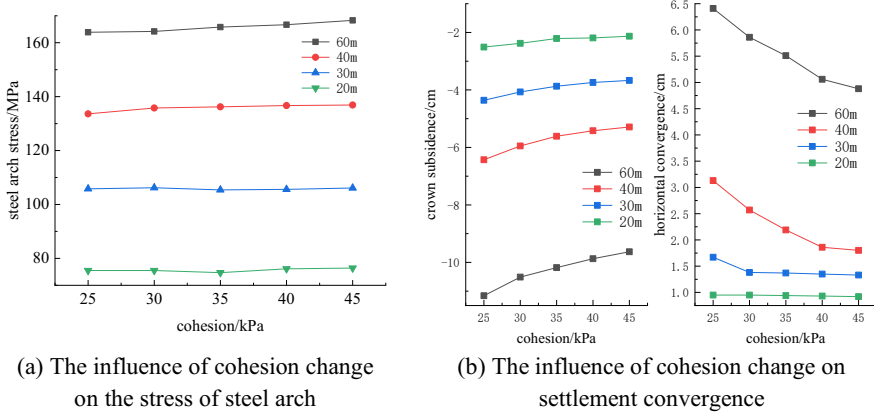 steel arch stress/MPa
160
140
120
100
80
60m
40m
30m
20m
25 30 35 40 45
cohesion/kPa
(a) The influence of cohesion change
on the stress of steel arch
crown subsidence/cm
−2
−4
−6
−8
−10
60m
40m
30m
20m
25 30 35 40 45
cohesion/kPa
horizontal convergence/cm
6.5
6.0
5.5
5.0
4.5
4.0
3.5
3.0
2.5
2.0
1.5
1.0
60m
40m
30m
20m
25 30 35 40 45
cohesion/kPa
(b) The influence of cohesion change on
settlement convergence